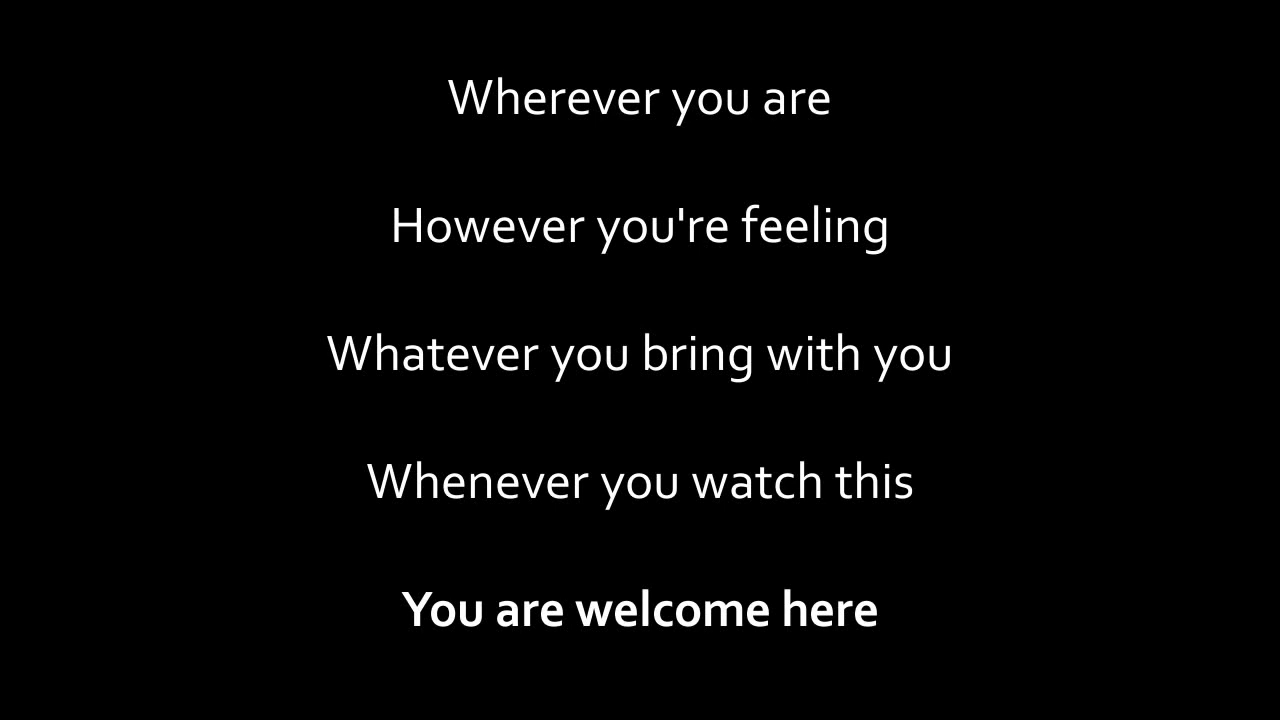 Wherever you are
However you're feeling
Whatever you bring with you
Whenever you watch this
You are welcome here